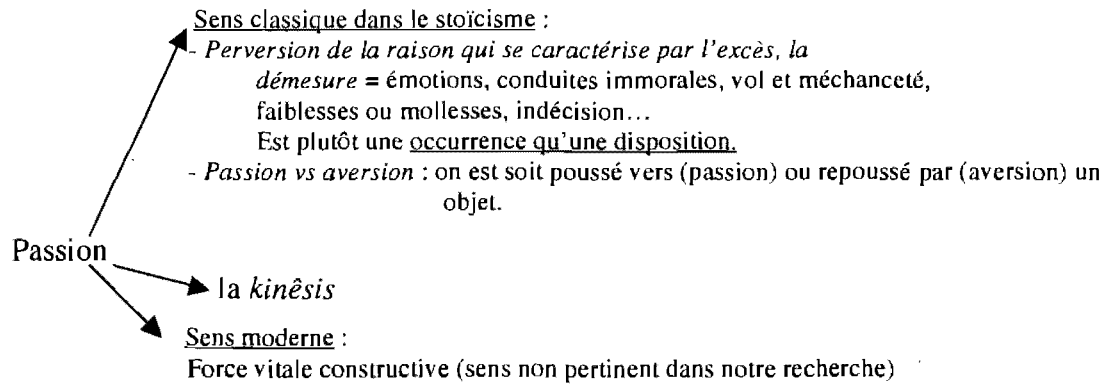 Sens classique dans le stoïcisme :
- Perversion de la raison qui se caractérise par l'excès, la
démesure = émotions, conduites immorales, vol et méchanceté,
faiblesses ou mollesses, indécision...
Est plutôt une occurrence qu'une disposition.
- Passion vs aversion : on est soit poussé vers (passion) ou repoussé par (aversion) un
objet.
Passion
la kinêsis
Sens moderne :
Force vitale constructive (sens non pertinent dans notre recherche)